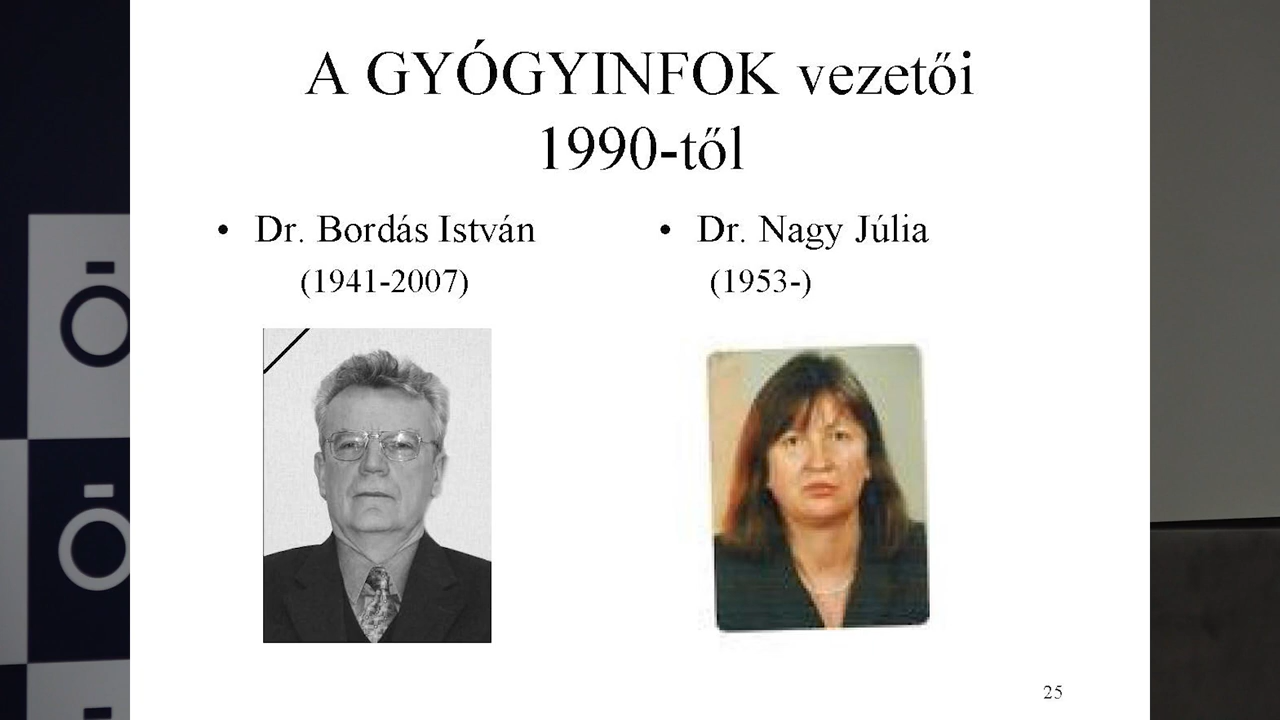 A GYÓGYINFOK vezetői
1990-től
• Dr. Bordás István
(1941-2007)
• Dr. Nagy Júlia
(1953-)
25